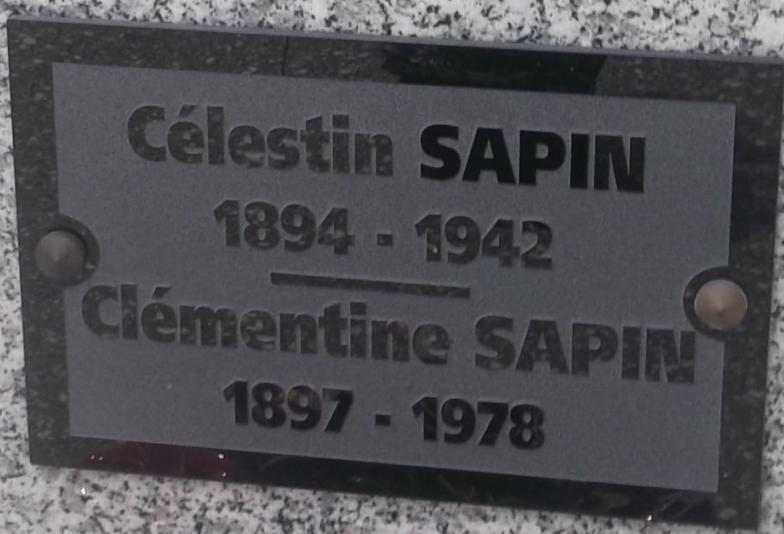 Célestin SAPIN
1894 - 1942
Clémentine SAPIN
1897 - 1978